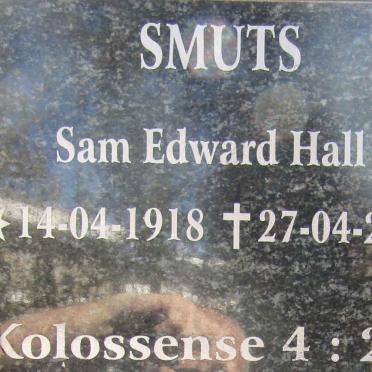 SMUTS
Sam Edward Hall
14-04-1918 ✝ 27-04-2
Kolossense 4 : 2